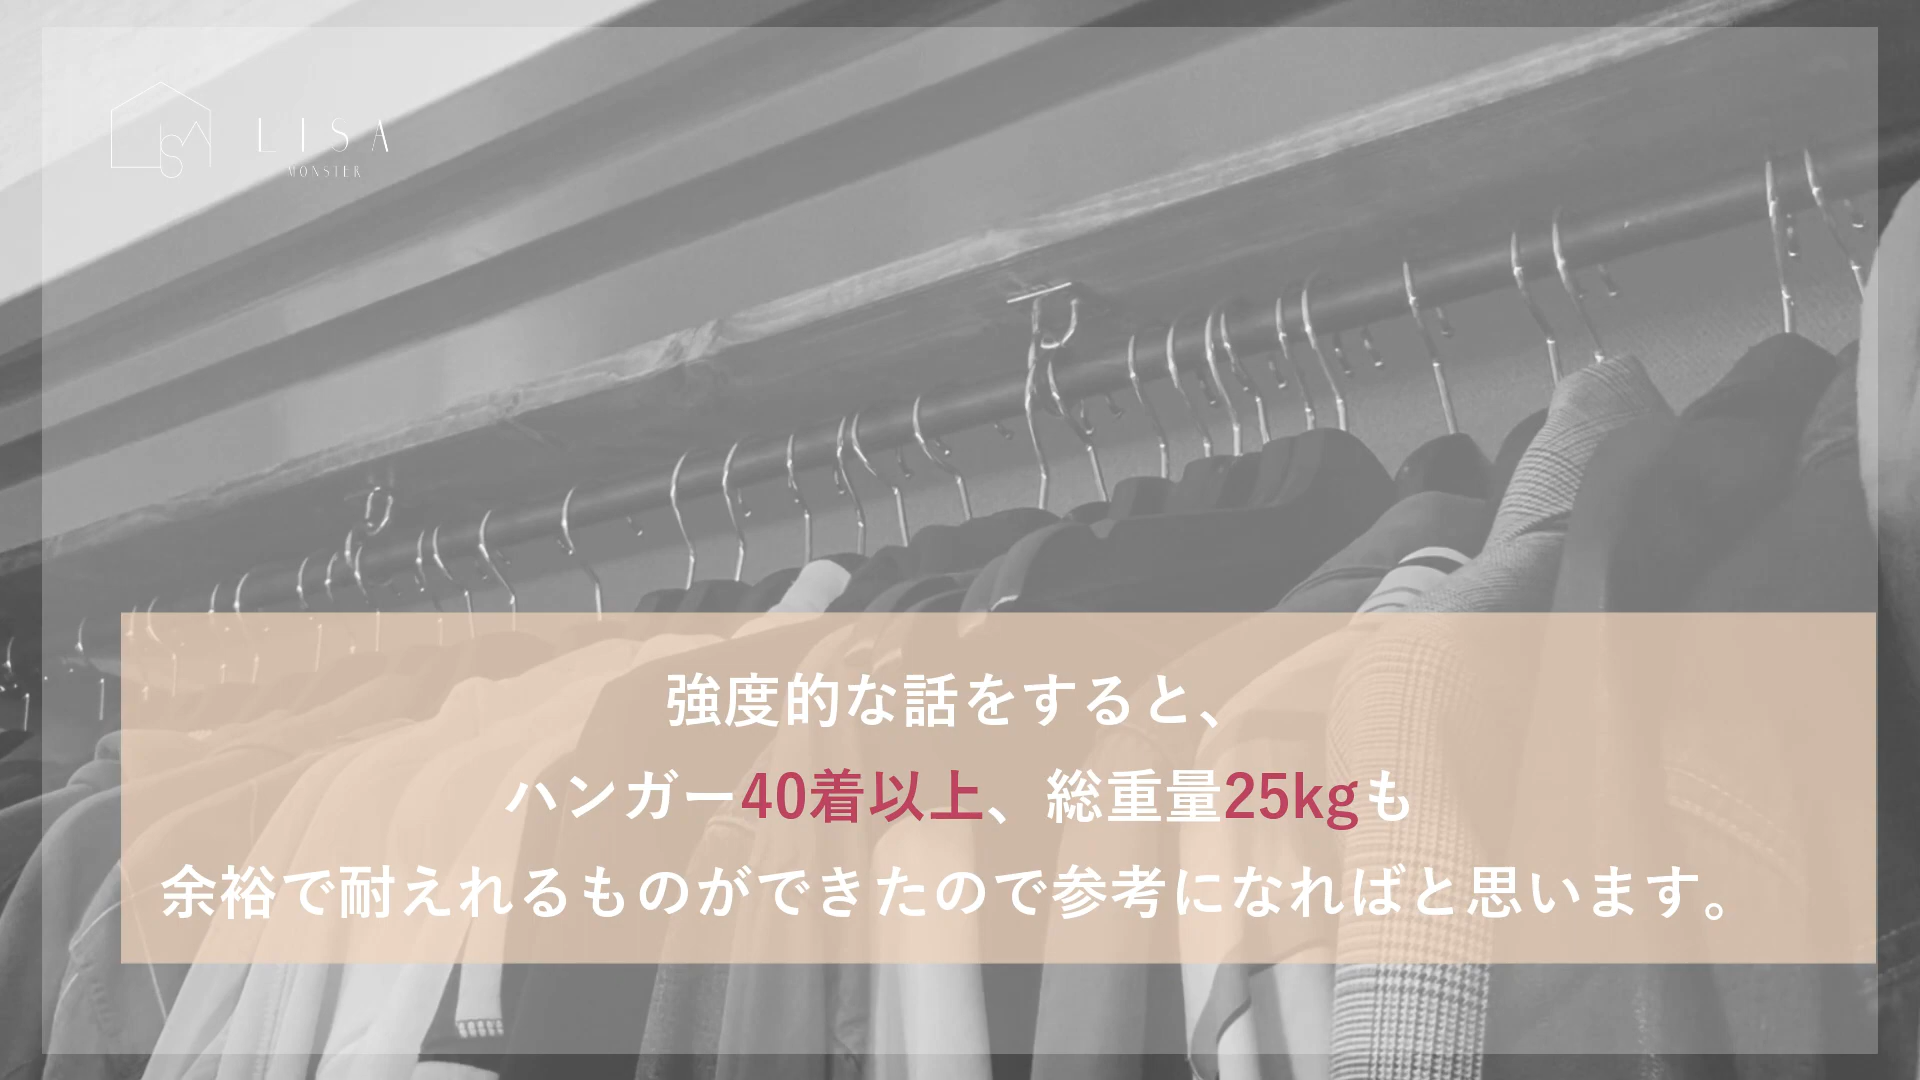 LISA
MONSTER
強度的な話をすると、
ハンガー40着以上、総重量25kgも
余裕で耐えれるものができたので参考になればと思います。